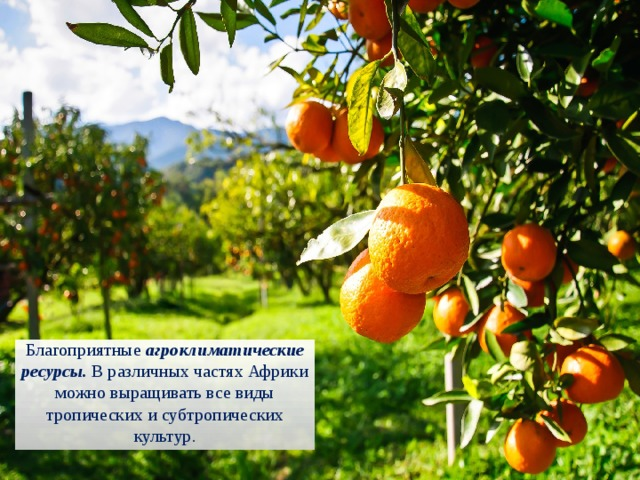 Благоприятные агроклиматические
ресурсы. В различных частях Африки
можно выращивать все виды
тропических и субтропических
культур.